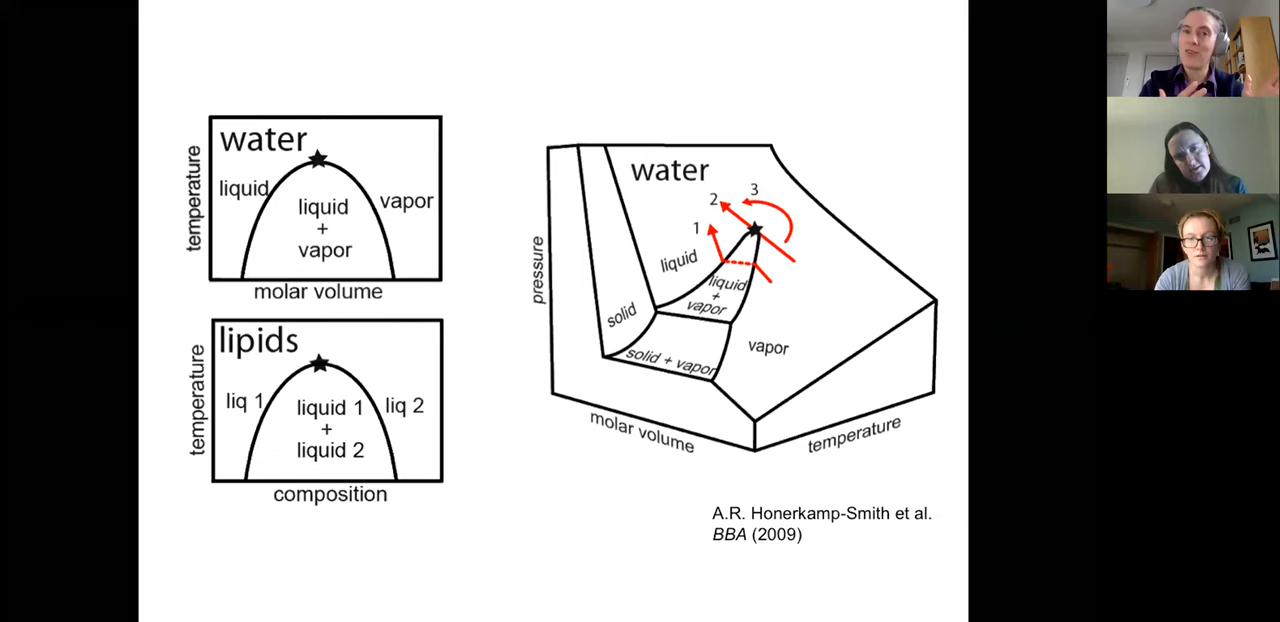 water
temperature
liquid
liquid
+
vapor
vapor
molar volume
lipids
temperature
liq 1
liquid 1
+
liquid 2
liq 2
composition
water
pressure
1
2
3
liquid
liquid
+
vapor
solid
solid + vapor
vapor
molar volume
temperature
A.R. Honerkamp-Smith et al.
BBA (2009)